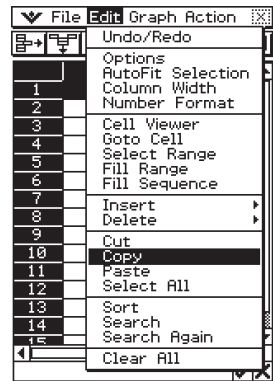 File Edit Graph Action
Undo/Redo
Options
AutoFit Selection
1 Column Width
2 Number Format
3 Cell Viewer
4 Goto Cell
5 Select Range
6 Fill Range
Fill Sequence
7 Insert
8 Delete
9 Cut
10 Copy
11 Paste
12 Select All
13 Sort
14 Search
15 Search Again
Clear All